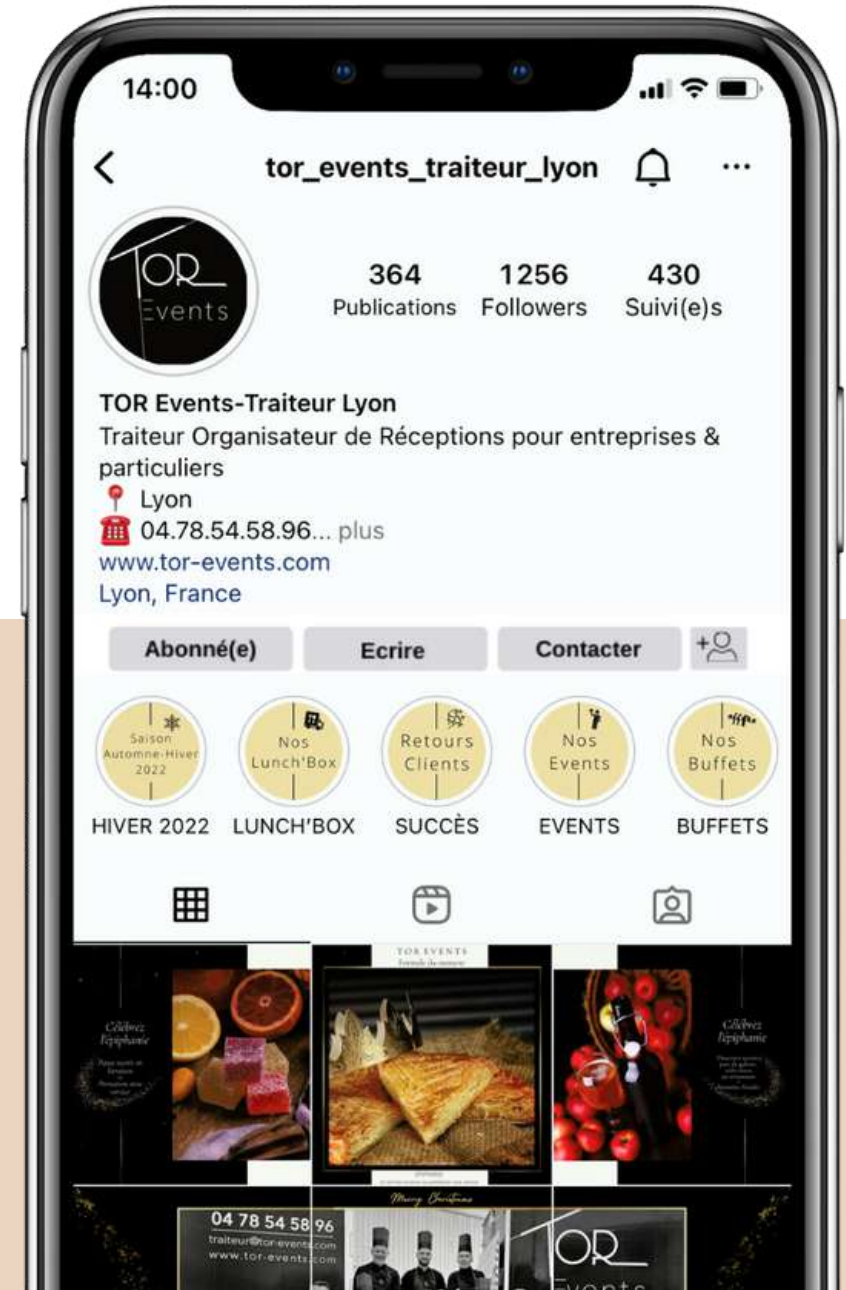 14:00
tor_events_traiteur_lyon
TOR
Events
364
1256
430
Publications
Followers
Suivi(e)s
TOR Events-Traiteur Lyon
Traiteur Organisateur de Réceptions pour entreprises &
particuliers
Lyon
04.78.54.58.96... plus
www.tor-events.com
Lyon, France
Abonné(e)
Ecrire
Contacter
Saison
Automne-Hiver
2022
Nos
Lunch'Box
Retours
Clients
Nos
Events
Nos
Buffets
HIVER 2022
LUNCH'BOX
SUCCÈS
EVENTS
BUFFETS
TOR EVENTS
Formule du moment
Célébrez
l'épiphanie
Célébrez
l'épiphanie
Merry Christmas
04 78 54 58 96
traiteur@tor-events.com
www.tor-events.com
TOR
Events